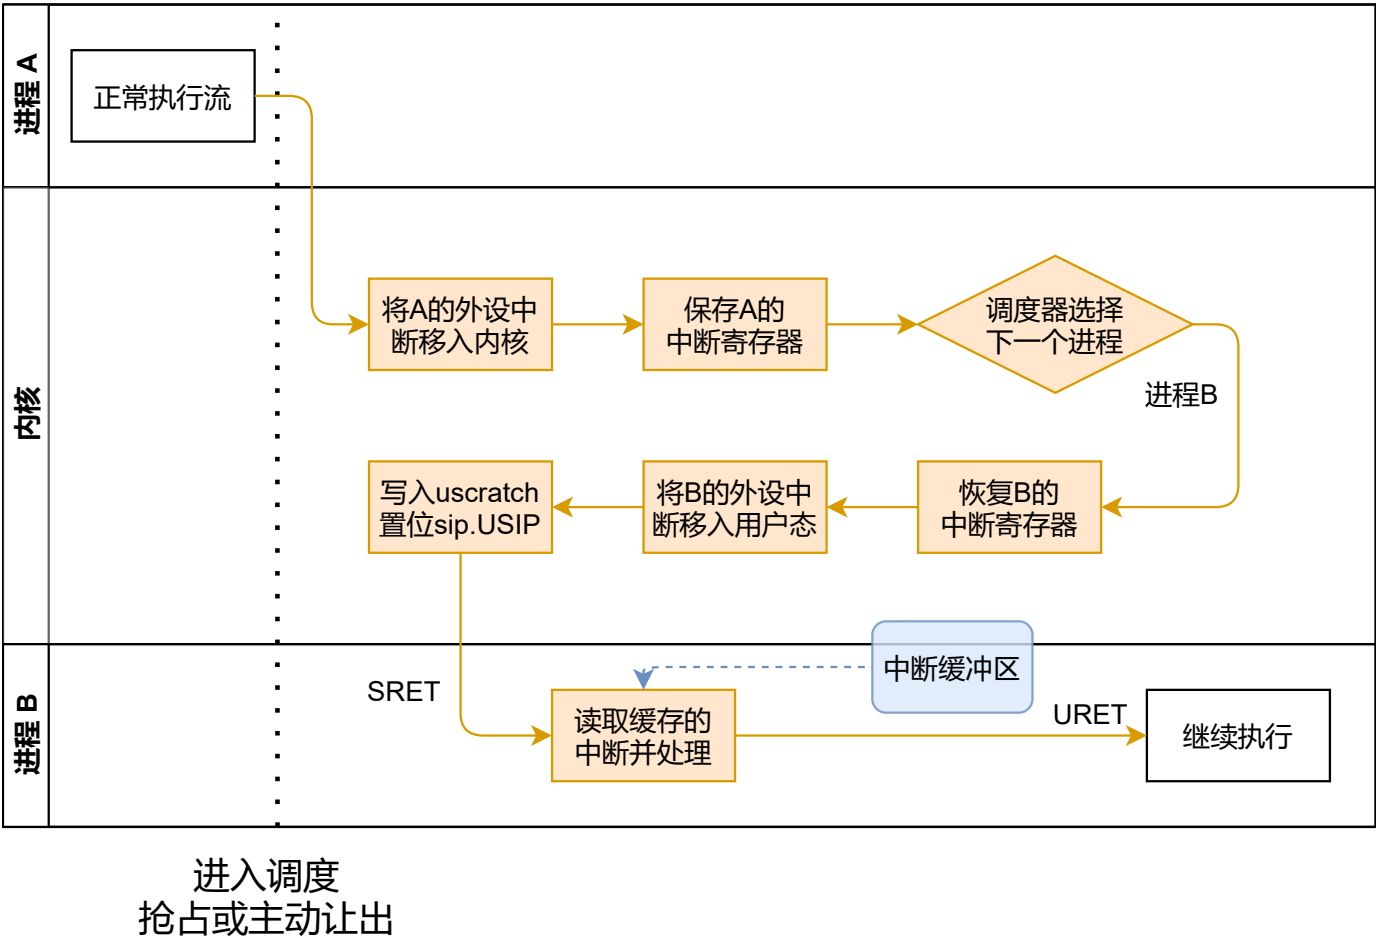 进程 A
正常执行流
内核
将A的外设中
断移入内核
保存A的
中断寄存器
调度器选择
下一个进程
进程B
写入uscratch
置位sip.USIP
将B的外设中
断移入用户态
恢复B的
中断寄存器
进程 B
SRET
读取缓存的
中断并处理
中断缓冲区
URET
继续执行
进入调度
抢占或主动让出